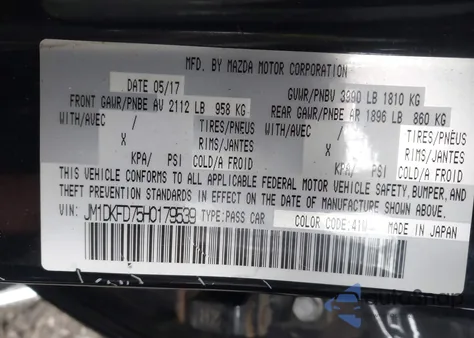 MFD. BY MAZDA MOTOR CORPORATION
DATE 05/17 GVWR/PNBV 3990 LB 1810 KG
FRONT GAWR/PNBE AV 2112 LB 958 KG REAR GAWR/PNBE AR 1896 LB 860 KG
WITH/AVEC / TIRES/PNEUS WITH/AVEC / TIRES/PNEUS
X RIMS/JANTES X RIMS/JANTES
KPA/ PSI COLD/A FROID KPA/ PSI COLD/A FROID
THIS VEHICLE CONFORMS TO ALL APPLICABLE FEDERAL MOTOR VEHICLE SAFETY, BUMPER, AND
THEFT PREVENTION STANDARDS IN EFFECT ON THE DATE OF MANUFACTURE SHOWN ABOVE.
VIN: JM1DKFD75H0179539 TYPE:PASS CAR COLOR CODE:41V MADE IN JAPAN
autosnap